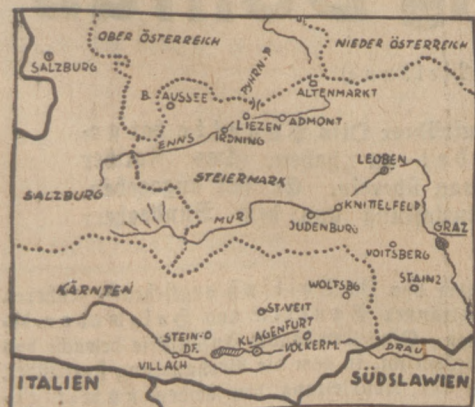 OBER ÖSTERREICH
NIEDER ÖSTERREICH
SALZBURG
PYHRN-P.
B. AUSSEE
ALTENMARKT
LIEZEN
ADMONT
ENNS
IRDNING
LEOBEN
STEIERMARK
SALZBURG
KNITTELFELD
MUR
JUDENBURG
GRAZ
VOITSBERG
KÄRNTEN
WOLTSBG
STAINZ
ST. VEIT
STEIN-
DF.
KLAGENFURT
VÖLKERM.
DRAU
VILLACH
ITALIEN
SÜDSLAWIEN